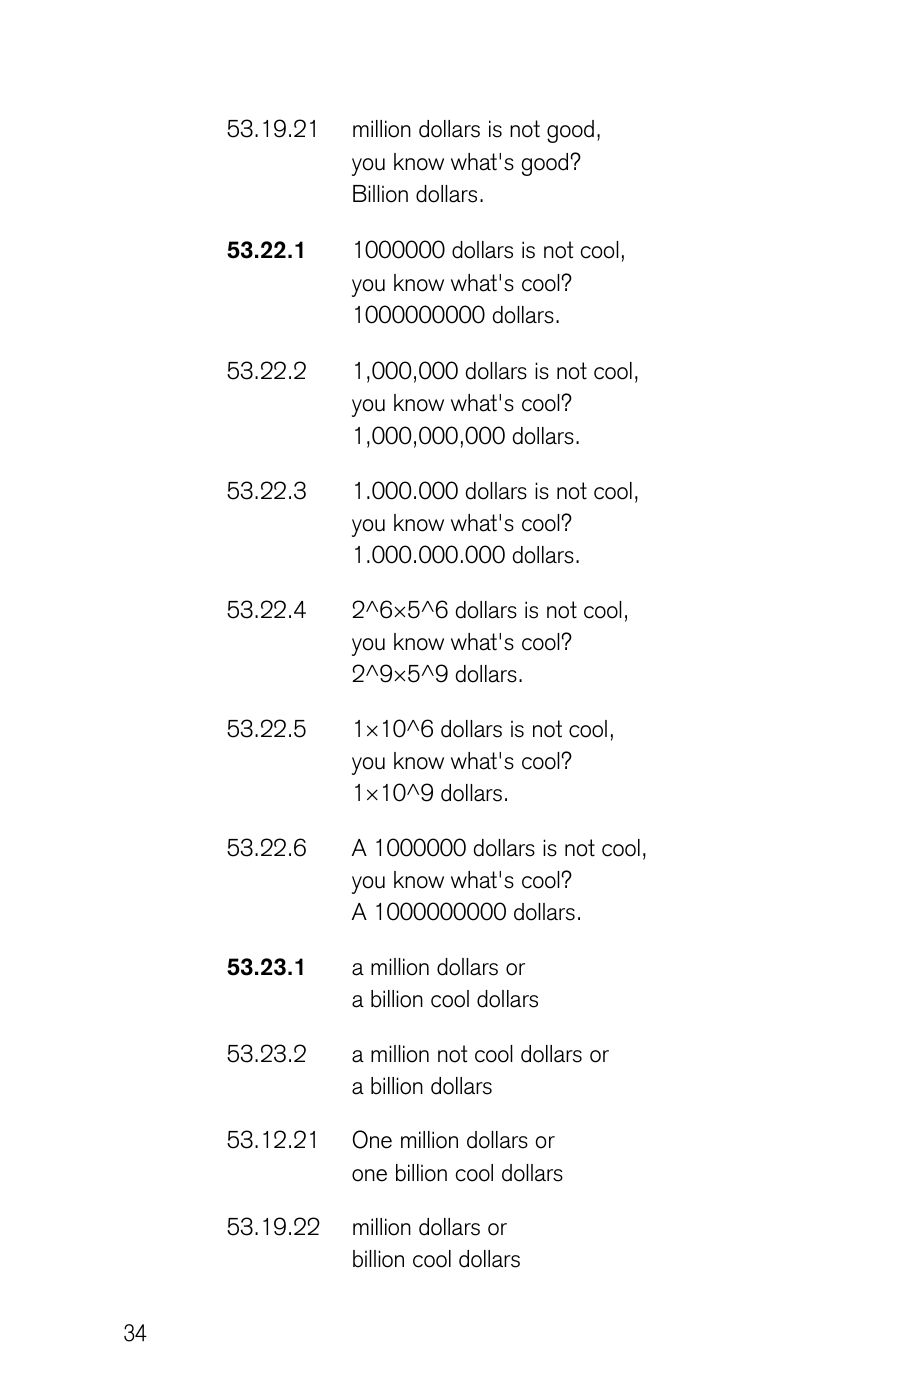 53.19.21 million dollars is not good,
you know what's good?
Billion dollars.
53.22.1 1000000 dollars is not cool,
you know what's cool?
1000000000 dollars.
53.22.2 1,000,000 dollars is not cool,
you know what's cool?
1,000,000,000 dollars.
53.22.3 1.000.000 dollars is not cool,
you know what's cool?
1.000.000.000 dollars.
53.22.4 2^6×5^6 dollars is not cool,
you know what's cool?
2^9×5^9 dollars.
53.22.5 1×10^6 dollars is not cool,
you know what's cool?
1×10^9 dollars.
53.22.6 A 1000000 dollars is not cool,
you know what's cool?
A 1000000000 dollars.
53.23.1 a million dollars or
a billion cool dollars
53.23.2 a million not cool dollars or
a billion dollars
53.12.21 One million dollars or
one billion cool dollars
53.19.22 million dollars or
billion cool dollars
34